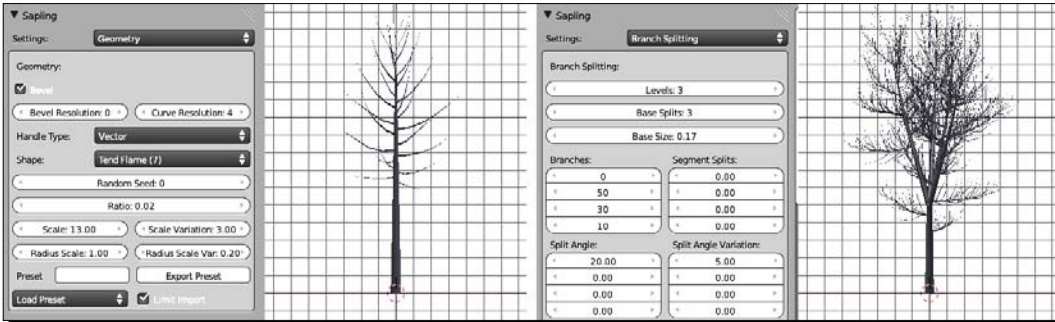 Sapling
Settings: Geometry
Geometry:
Bevel
Bevel Resolution: 0 Curve Resolution: 4
Handle Type: Vector
Shape: Tend Flame (7)
Random Seed: 0
Ratio: 0.02
Scale: 13.00 Scale Variation: 3.00
Radius Scale: 1.00 Radius Scale Var: 0.20
Preset Export Preset
Load Preset Limit Import
Sapling
Settings: Branch Splitting
Branch Splitting:
Levels: 3
Base Splits: 3
Base Size: 0.17
Branches: Segment Splits:
0 0.00
50 0.00
30 0.00
10 0.00
Split Angle: Split Angle Variation:
20.00 5.00
0.00 0.00
0.00 0.00
0.00 0.00